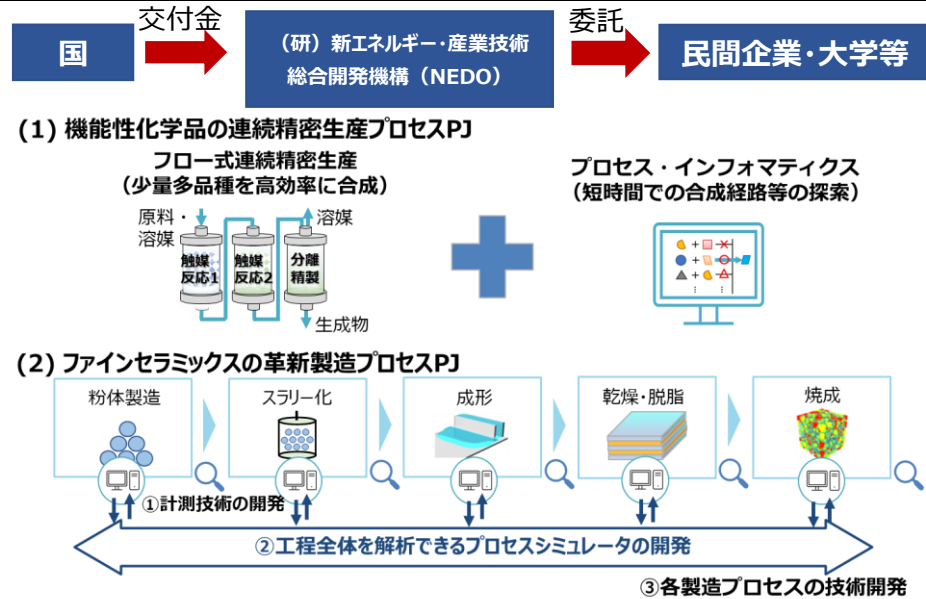 交付金
委託
国
（研）新エネルギー・産業技術
総合開発機構（NEDO）
民間企業・大学等
(1) 機能性化学品の連続精密生産プロセスPJ
フロー式連続精密生産
（少量多品種を高効率に合成）
プロセス・インフォマティクス
（短時間での合成経路等の探索）
原料・
溶媒
溶媒
触媒
反応1
触媒
反応2
分離
精製
生成物
(2) ファインセラミックスの革新製造プロセスPJ
粉体製造
スラリー化
成形
乾燥・脱脂
焼成
①計測技術の開発
②工程全体を解析できるプロセスシミュレータの開発
③各製造プロセスの技術開発